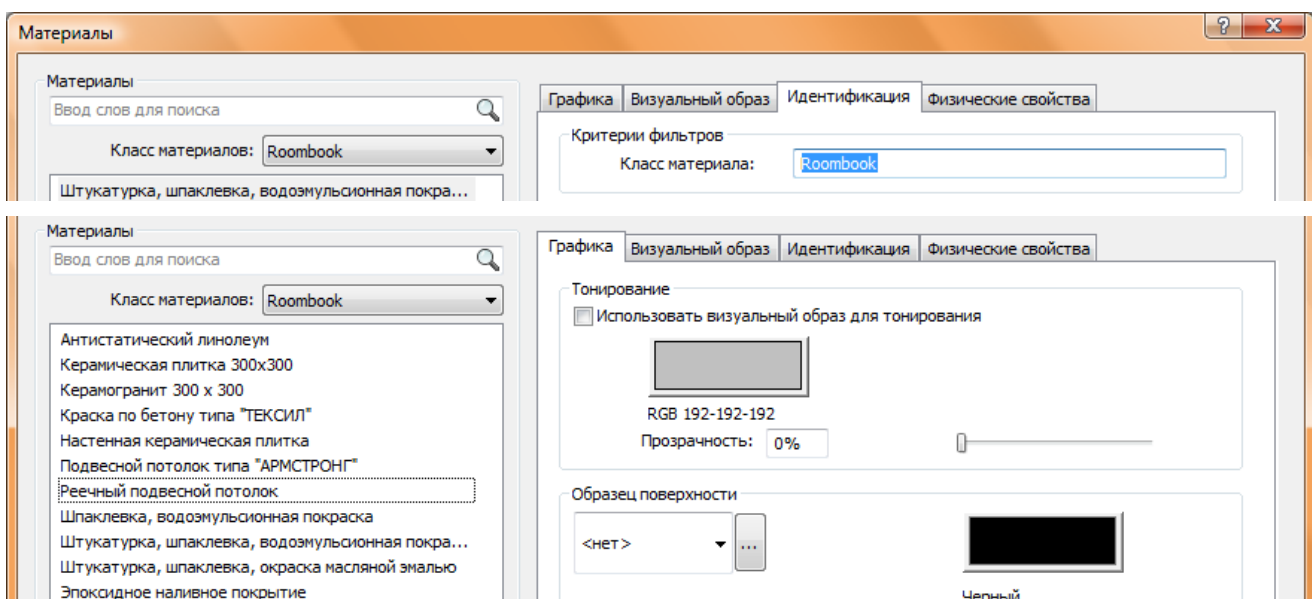 Материалы
Материалы
Ввод слов для поиска
Класс материалов: Roombook
Штукатурка, шпаклевка, водоэмульсионная покра...
Графика Визуальный образ Идентификация Физические свойства
Критерии фильтров
Класс материала: Roombook
Материалы
Ввод слов для поиска
Класс материалов: Roombook
Антистатический линолеум
Керамическая плитка 300x300
Керамогранит 300 x 300
Краска по бетону типа "ТЕКСИЛ"
Настенная керамическая плитка
Подвесной потолок типа "АРМСТРОНГ"
Реечный подвесной потолок
Шпаклевка, водоэмульсионная покраска
Штукатурка, шпаклевка, водоэмульсионная покра...
Штукатурка, шпаклевка, окраска масляной эмалью
Эпоксидное наливное покрытие
Графика Визуальный образ Идентификация Физические свойства
Тонирование
Использовать визуальный образ для тонирования
RGB 192-192-192
Прозрачность: 0%
Образец поверхности
<нет> ...
Черный